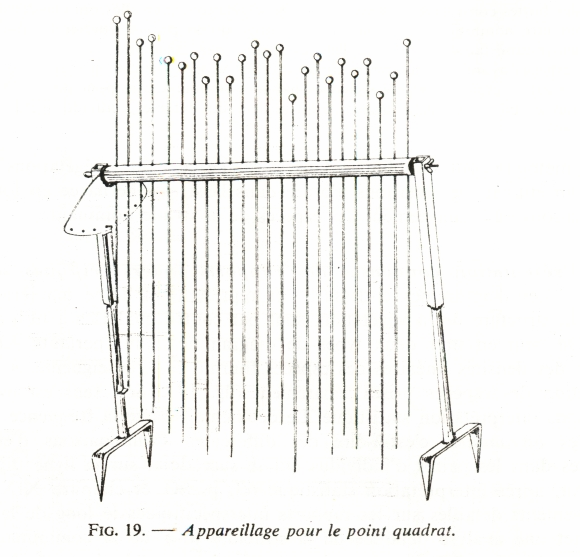 FIG. 19. — Appareillage pour le point quadrat.